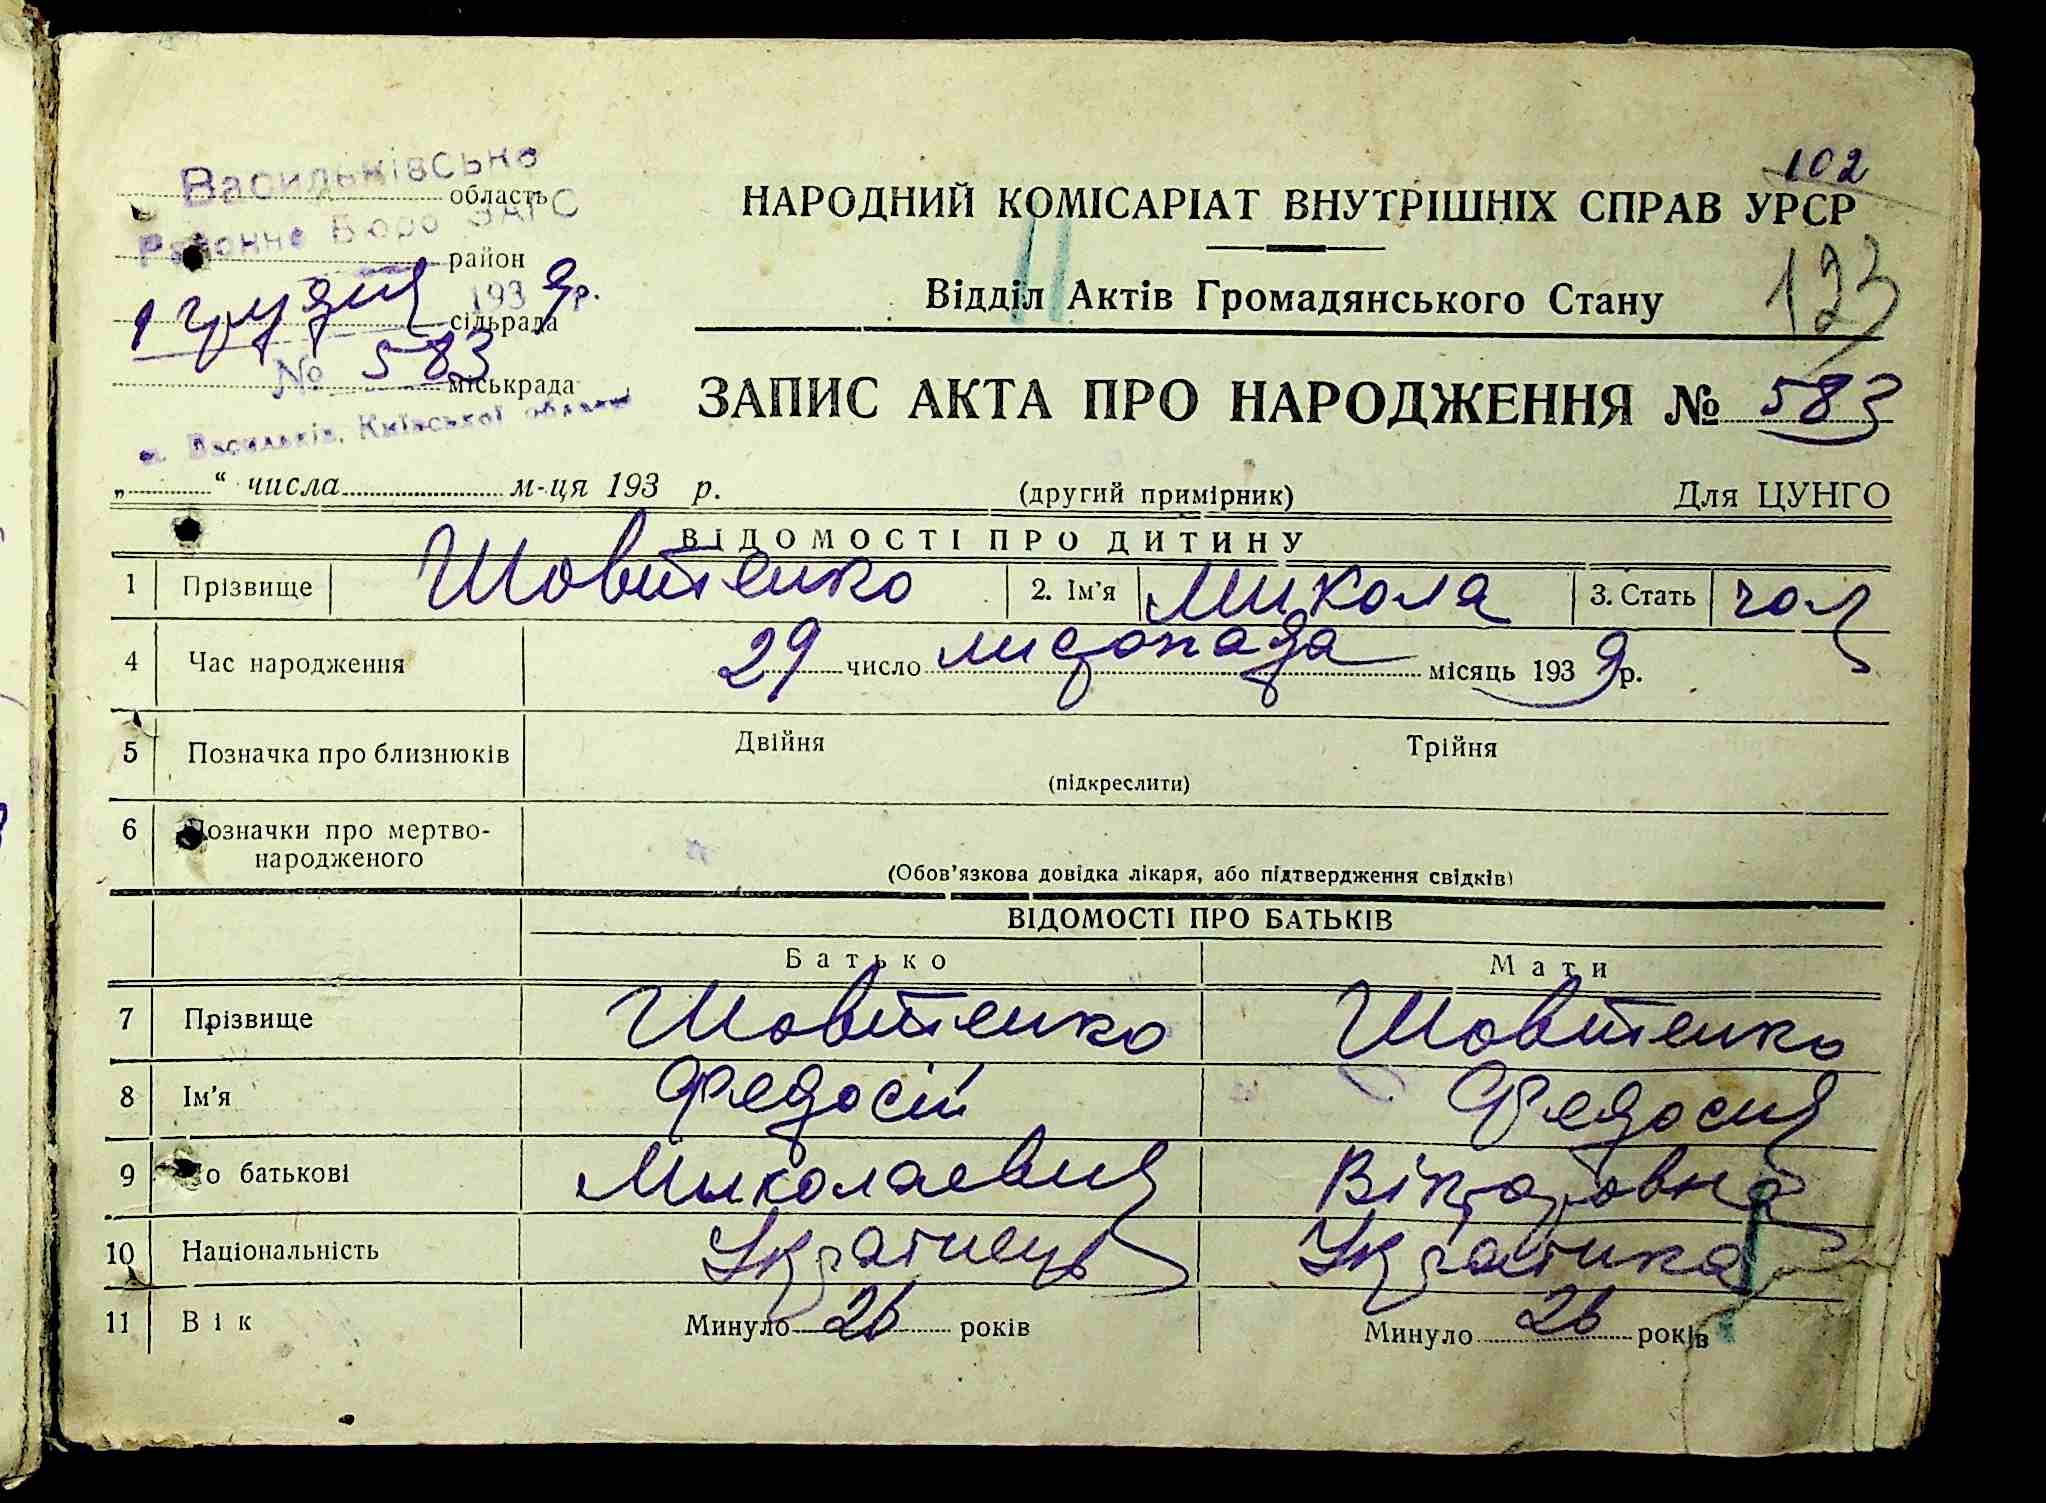 102
Васильківське
область
Районне Бюро ЗАГС
район
1 грудня 1939 р.
сільрада
№ 583
міськрада
м. Васильків, Київської області
НАРОДНИЙ КОМІСАРІАТ ВНУТРІШНІХ СПРАВ УРСР
123
Відділ Актів Громадянського Стану
ЗАПИС АКТА ПРО НАРОДЖЕННЯ № 583
„ “ числа м-ця 193 р. (другий примірник) Для ЦУНГО
ВІДОМОСТІ ПРО ДИТИНУ
1 Прізвище Шовтенко 2. Ім'я Микола 3. Стать чол
4 Час народження 29 число листопада місяць 1939 р.
5 Позначка про близнюків Двійня Трійня
(підкреслити)
6 Позначки про мертво-
народженого
(Обов'язкова довідка лікаря, або підтвердження свідків)
ВІДОМОСТІ ПРО БАТЬКІВ
Батько Мати
7 Прізвище Шовтенко Шовтенко
8 Ім'я Федосій Федосия
9 По батькові Миколаевич Вікторовна
10 Національність Українець Українка
11 Вік Минуло 26 років Минуло 26 років